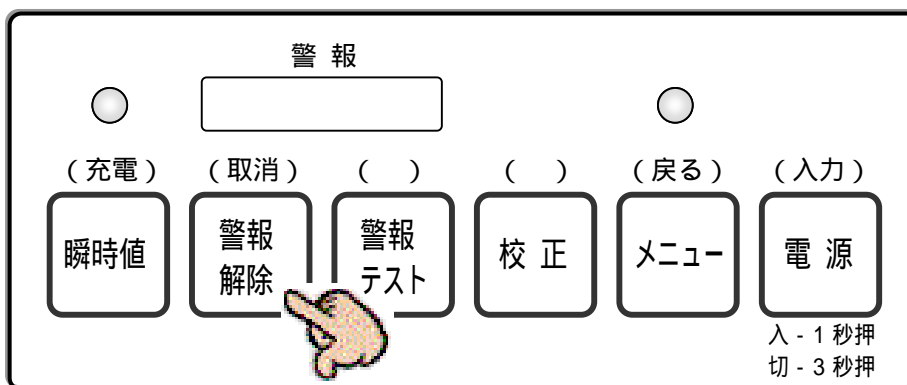 警 報
(充電) (取消) ( ) ( ) (戻る) (入力)
瞬時値
警報
解除
警報
テスト
校 正
メニュー
電 源
入 - 1 秒押
切 - 3 秒押